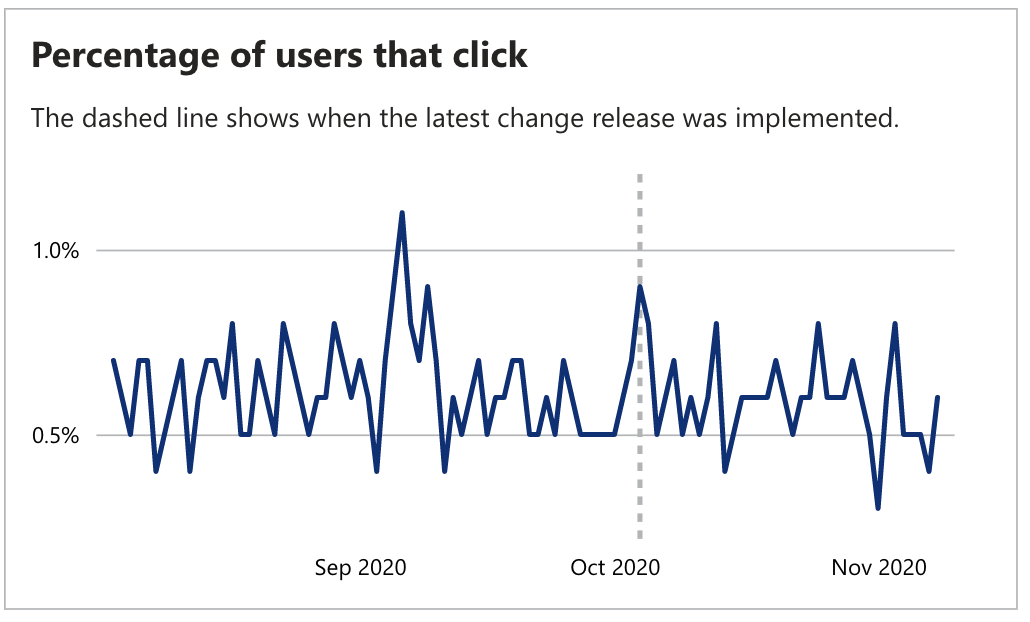 Percentage of users that click
The dashed line shows when the latest change release was implemented.
1.0%
0.5%
Sep 2020 Oct 2020 Nov 2020